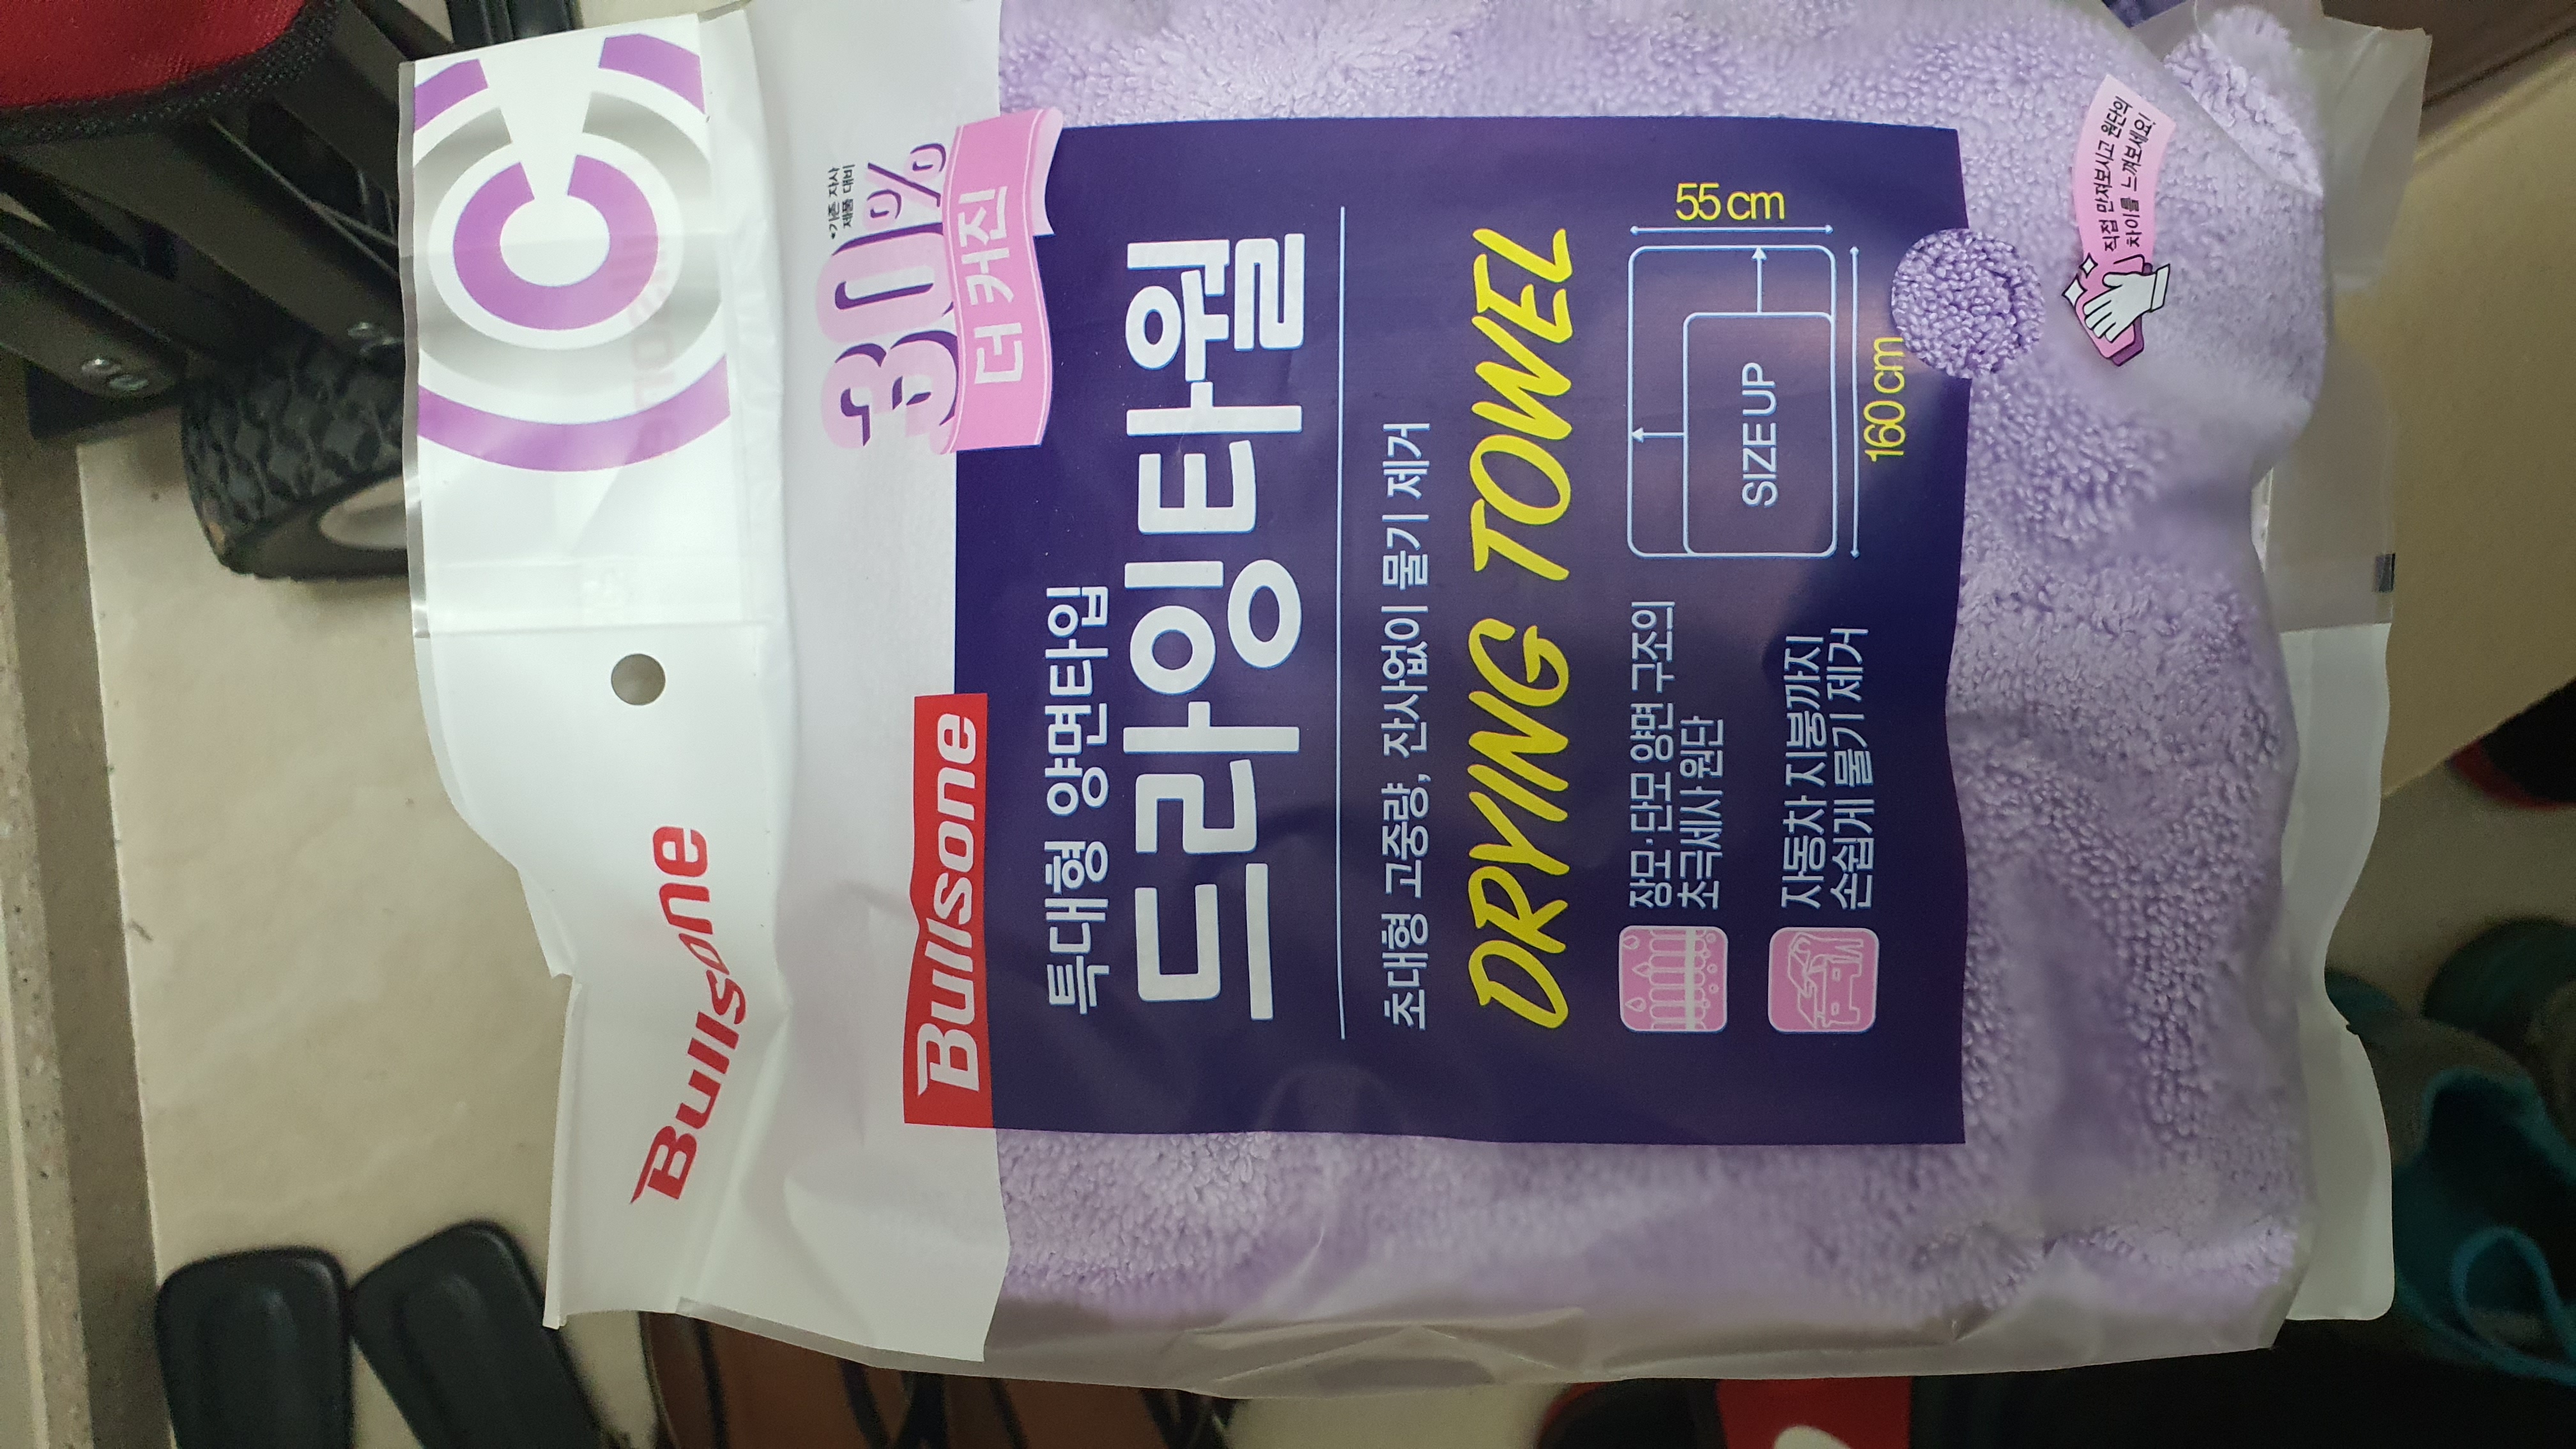 Bullsone
*기존 자사
제품 대비
30%
더 커진
Bullsone
특대형 양면타입
드라잉타월
초대형 고중량, 잔사없이 물기 제거
DRYING TOWEL
장모·단모 양면 구조의
초극세사 원단
자동차 지붕까지
손쉽게 물기 제거
SIZE UP
55 cm
160 cm
직접 만져보시고 원단의
차이를 느껴보세요!